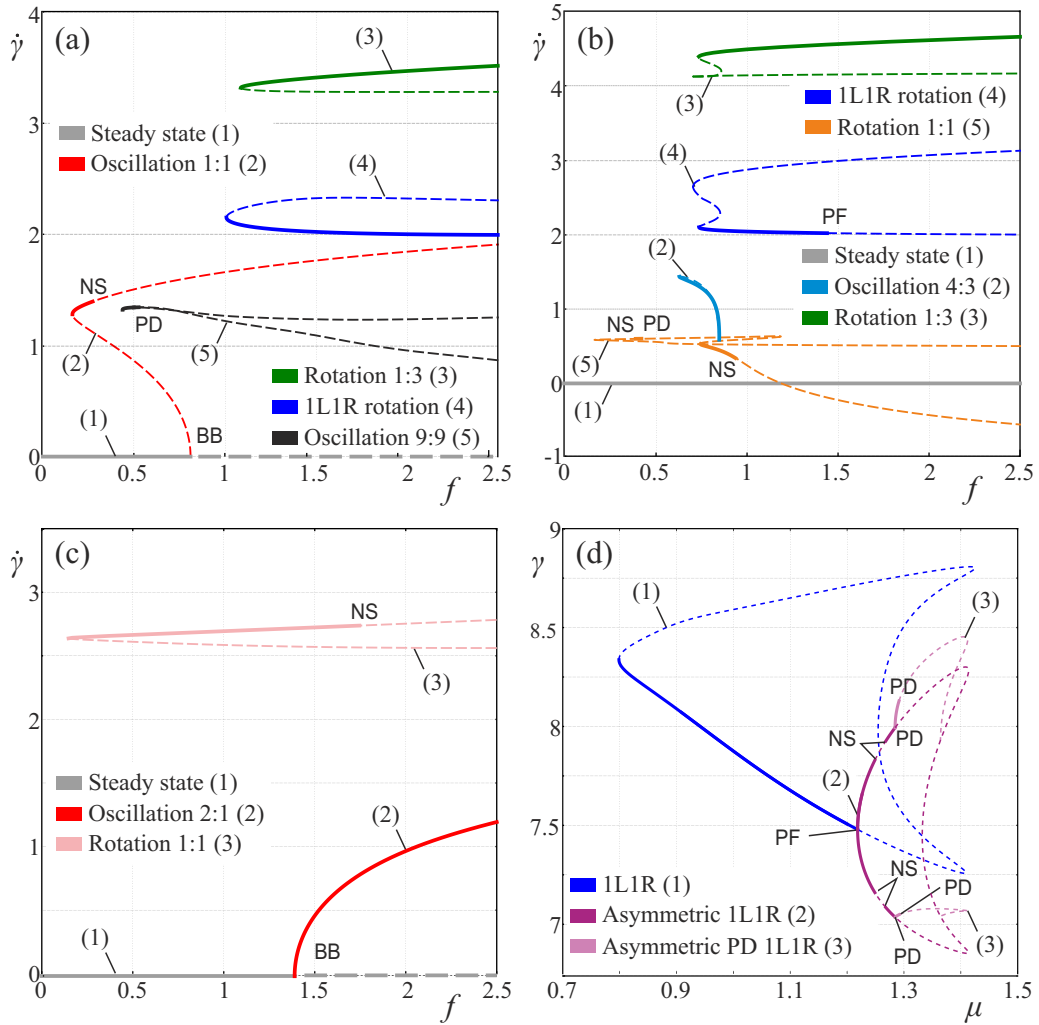 (a)
γ̇
4
3
2
1
0
(3)
Steady state (1)
Oscillation 1:1 (2)
(4)
NS
PD
(2)
(5)
(1)
BB
Rotation 1:3 (3)
1L1R rotation (4)
Oscillation 9:9 (5)
0 0.5 1 1.5 2 2.5
f
(b)
γ̇
5
4
3
2
1
0
-1
(3)
1L1R rotation (4)
Rotation 1:1 (5)
(4)
PF
(2)
Steady state (1)
Oscillation 4:3 (2)
Rotation 1:3 (3)
NS PD
(5)
NS
(1)
0 0.5 1 1.5 2 2.5
f
(c)
γ̇
3
2
1
0
NS
(3)
Steady state (1)
Oscillation 2:1 (2)
Rotation 1:1 (3)
(2)
(1)
BB
0 0.5 1 1.5 2 2.5
f
(d)
γ
9
8.5
8
7.5
7
(1)
(3)
PD
NS
PD
(2)
PF
NS
PD
1L1R (1)
Asymmetric 1L1R (2)
Asymmetric PD 1L1R (3)
(3)
PD
0.7 0.9 1.1 1.3 1.5
μ